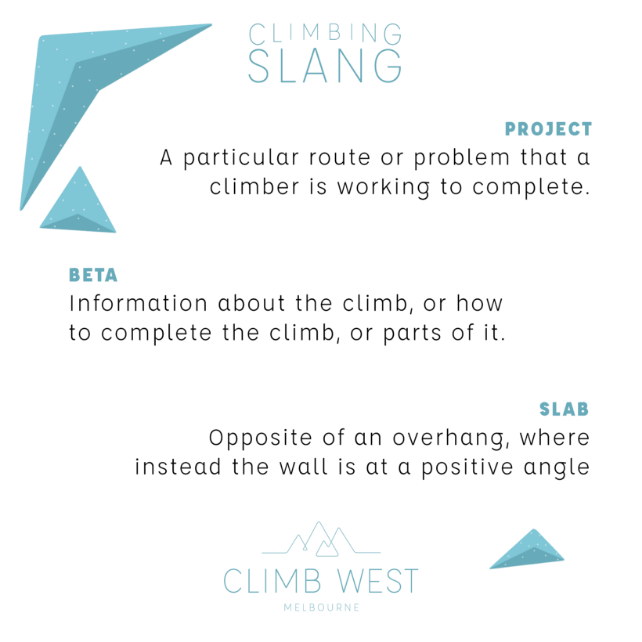 CLIMBING
SLANG
PROJECT
A particular route or problem that a
climber is working to complete.
BETA
Information about the climb, or how
to complete the climb, or parts of it.
SLAB
Opposite of an overhang, where
instead the wall is at a positive angle
CLIMB WEST
MELBOURNE